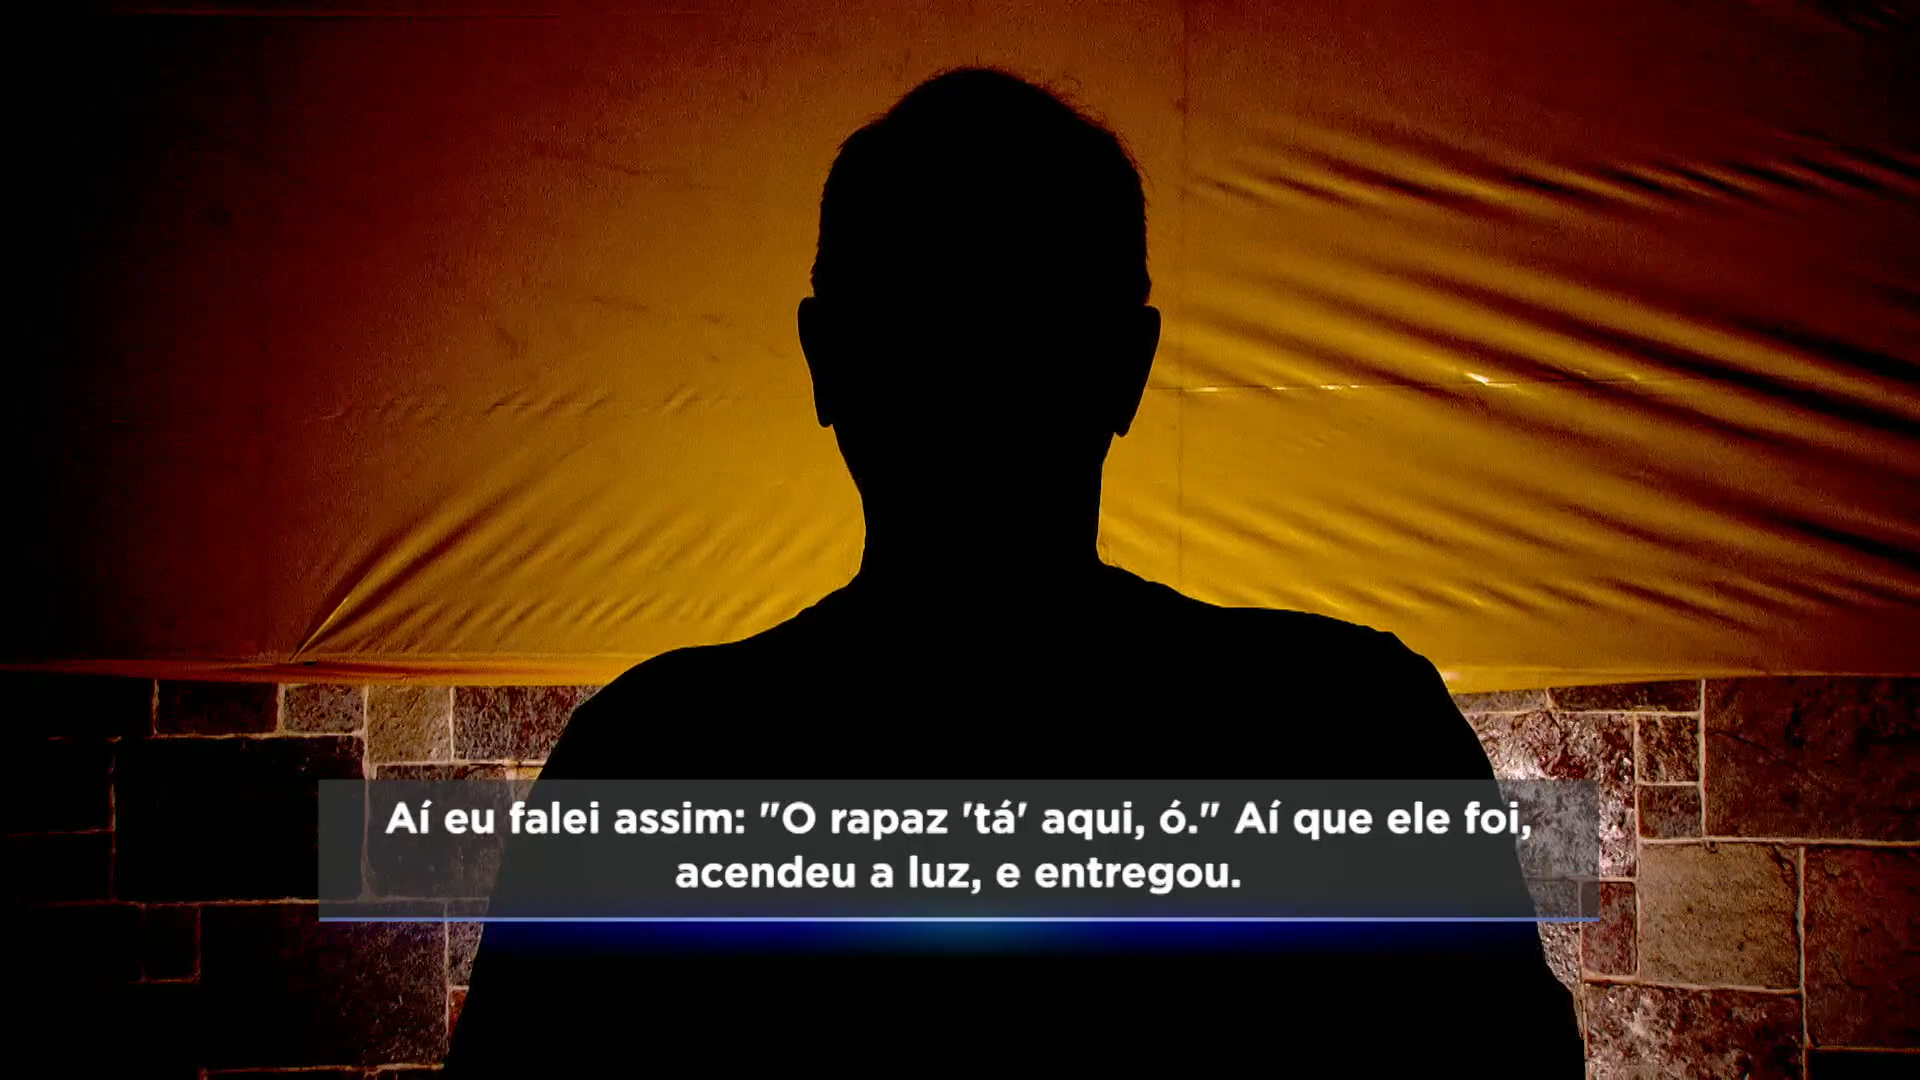 Aí eu falei assim: "O rapaz 'tá' aqui, ó." Aí que ele foi,
acendeu a luz, e entregou.